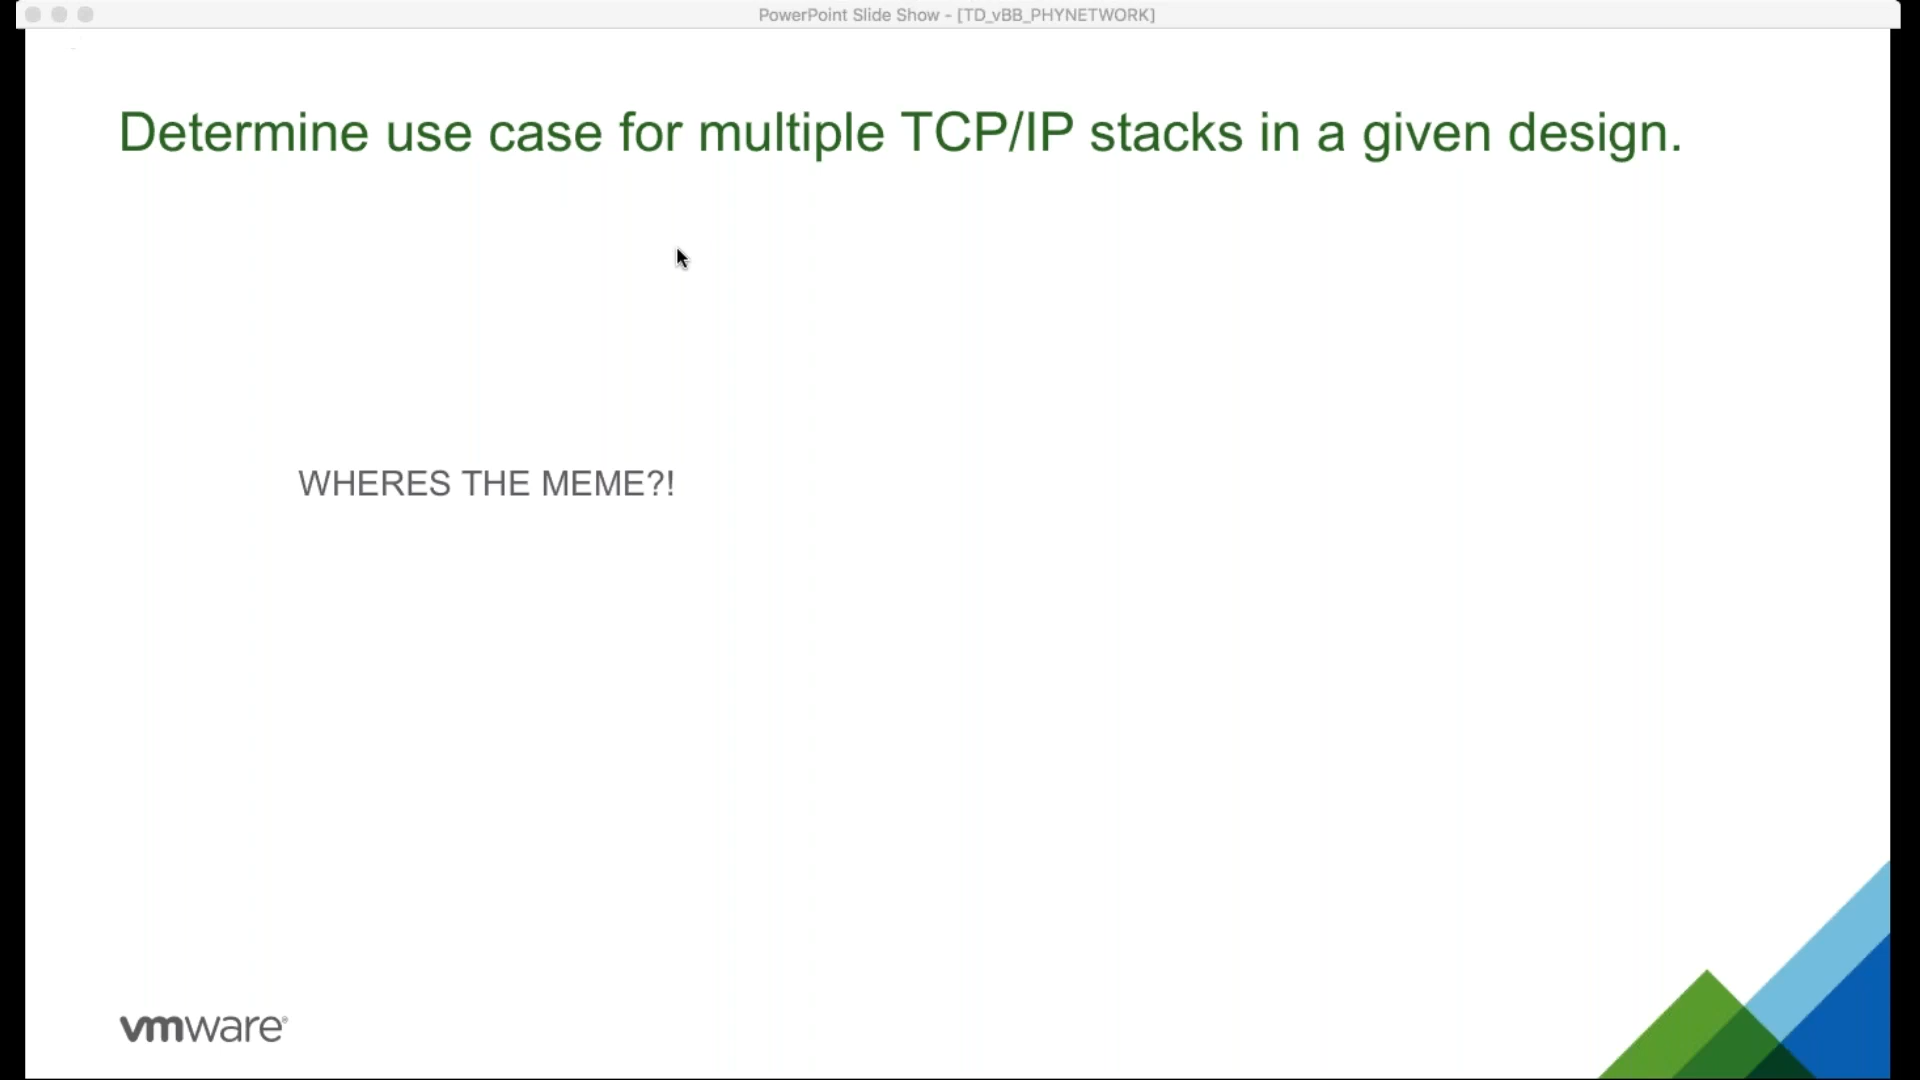 PowerPoint Slide Show - [TD_vBB_PHYNETWORK]
Determine use case for multiple TCP/IP stacks in a given design.
WHERES THE MEME?!
vmware®